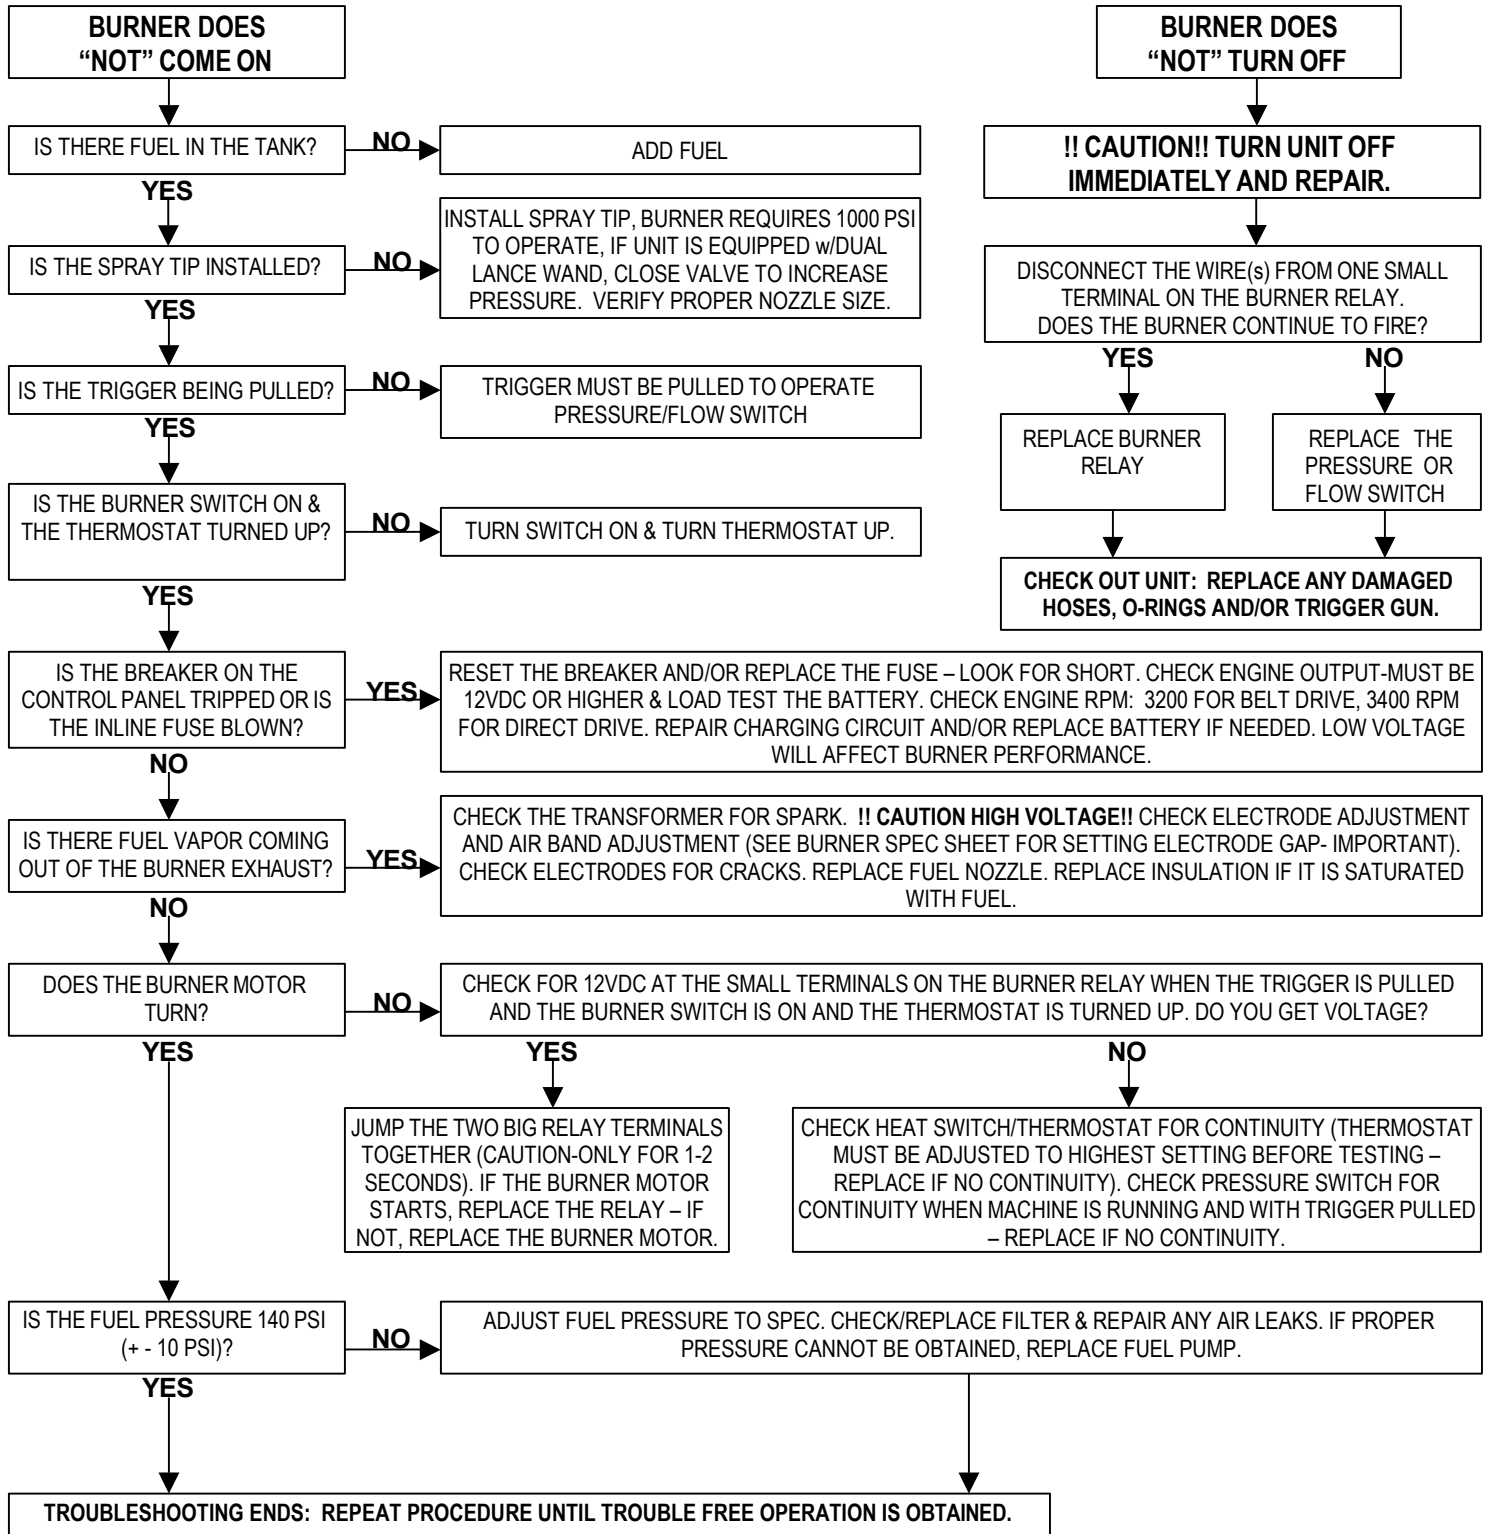 BURNER DOES
“NOT” COME ON
IS THERE FUEL IN THE TANK?
NO
ADD FUEL
YES
IS THE SPRAY TIP INSTALLED?
NO
INSTALL SPRAY TIP, BURNER REQUIRES 1000 PSI
TO OPERATE, IF UNIT IS EQUIPPED w/DUAL
LANCE WAND, CLOSE VALVE TO INCREASE
PRESSURE. VERIFY PROPER NOZZLE SIZE.
YES
IS THE TRIGGER BEING PULLED?
NO
TRIGGER MUST BE PULLED TO OPERATE
PRESSURE/FLOW SWITCH
YES
IS THE BURNER SWITCH ON &
THE THERMOSTAT TURNED UP?
NO
TURN SWITCH ON & TURN THERMOSTAT UP.
YES
BURNER DOES
“NOT” TURN OFF
!! CAUTION!! TURN UNIT OFF
IMMEDIATELY AND REPAIR.
DISCONNECT THE WIRE(s) FROM ONE SMALL
TERMINAL ON THE BURNER RELAY.
DOES THE BURNER CONTINUE TO FIRE?
YES
NO
REPLACE BURNER
RELAY
REPLACE THE
PRESSURE OR
FLOW SWITCH
CHECK OUT UNIT: REPLACE ANY DAMAGED
HOSES, O-RINGS AND/OR TRIGGER GUN.
IS THE BREAKER ON THE
CONTROL PANEL TRIPPED OR IS
THE INLINE FUSE BLOWN?
YES
RESET THE BREAKER AND/OR REPLACE THE FUSE – LOOK FOR SHORT. CHECK ENGINE OUTPUT-MUST BE
12VDC OR HIGHER & LOAD TEST THE BATTERY. CHECK ENGINE RPM: 3200 FOR BELT DRIVE, 3400 RPM
FOR DIRECT DRIVE. REPAIR CHARGING CIRCUIT AND/OR REPLACE BATTERY IF NEEDED. LOW VOLTAGE
WILL AFFECT BURNER PERFORMANCE.
NO
IS THERE FUEL VAPOR COMING
OUT OF THE BURNER EXHAUST?
YES
CHECK THE TRANSFORMER FOR SPARK. !! CAUTION HIGH VOLTAGE!! CHECK ELECTRODE ADJUSTMENT
AND AIR BAND ADJUSTMENT (SEE BURNER SPEC SHEET FOR SETTING ELECTRODE GAP- IMPORTANT).
CHECK ELECTRODES FOR CRACKS. REPLACE FUEL NOZZLE. REPLACE INSULATION IF IT IS SATURATED
WITH FUEL.
NO
DOES THE BURNER MOTOR
TURN?
NO
CHECK FOR 12VDC AT THE SMALL TERMINALS ON THE BURNER RELAY WHEN THE TRIGGER IS PULLED
AND THE BURNER SWITCH IS ON AND THE THERMOSTAT IS TURNED UP. DO YOU GET VOLTAGE?
YES
YES
NO
JUMP THE TWO BIG RELAY TERMINALS
TOGETHER (CAUTION-ONLY FOR 1-2
SECONDS). IF THE BURNER MOTOR
STARTS, REPLACE THE RELAY – IF
NOT, REPLACE THE BURNER MOTOR.
CHECK HEAT SWITCH/THERMOSTAT FOR CONTINUITY (THERMOSTAT
MUST BE ADJUSTED TO HIGHEST SETTING BEFORE TESTING –
REPLACE IF NO CONTINUITY). CHECK PRESSURE SWITCH FOR
CONTINUITY WHEN MACHINE IS RUNNING AND WITH TRIGGER PULLED
– REPLACE IF NO CONTINUITY.
IS THE FUEL PRESSURE 140 PSI
(+ - 10 PSI)?
NO
ADJUST FUEL PRESSURE TO SPEC. CHECK/REPLACE FILTER & REPAIR ANY AIR LEAKS. IF PROPER
PRESSURE CANNOT BE OBTAINED, REPLACE FUEL PUMP.
YES
TROUBLESHOOTING ENDS: REPEAT PROCEDURE UNTIL TROUBLE FREE OPERATION IS OBTAINED.